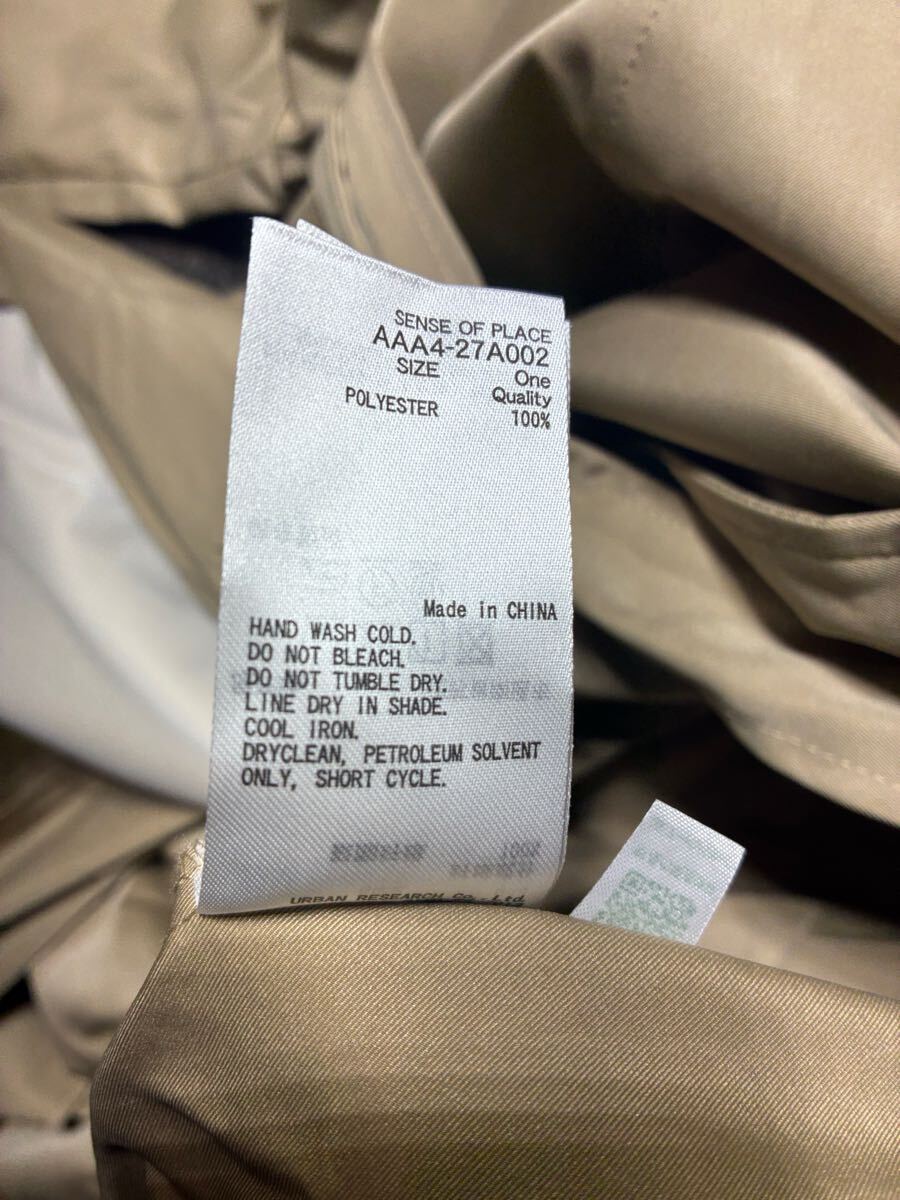 SENSE OF PLACE
AAA4-27A002
SIZE
One
Quality
POLYESTER 100%
Made in CHINA
HAND WASH COLD.
DO NOT BLEACH.
DO NOT TUMBLE DRY.
LINE DRY IN SHADE.
COOL IRON.
DRYCLEAN, PETROLEUM SOLVENT
ONLY, SHORT CYCLE.
URBAN RESEARCH Co.,Ltd.